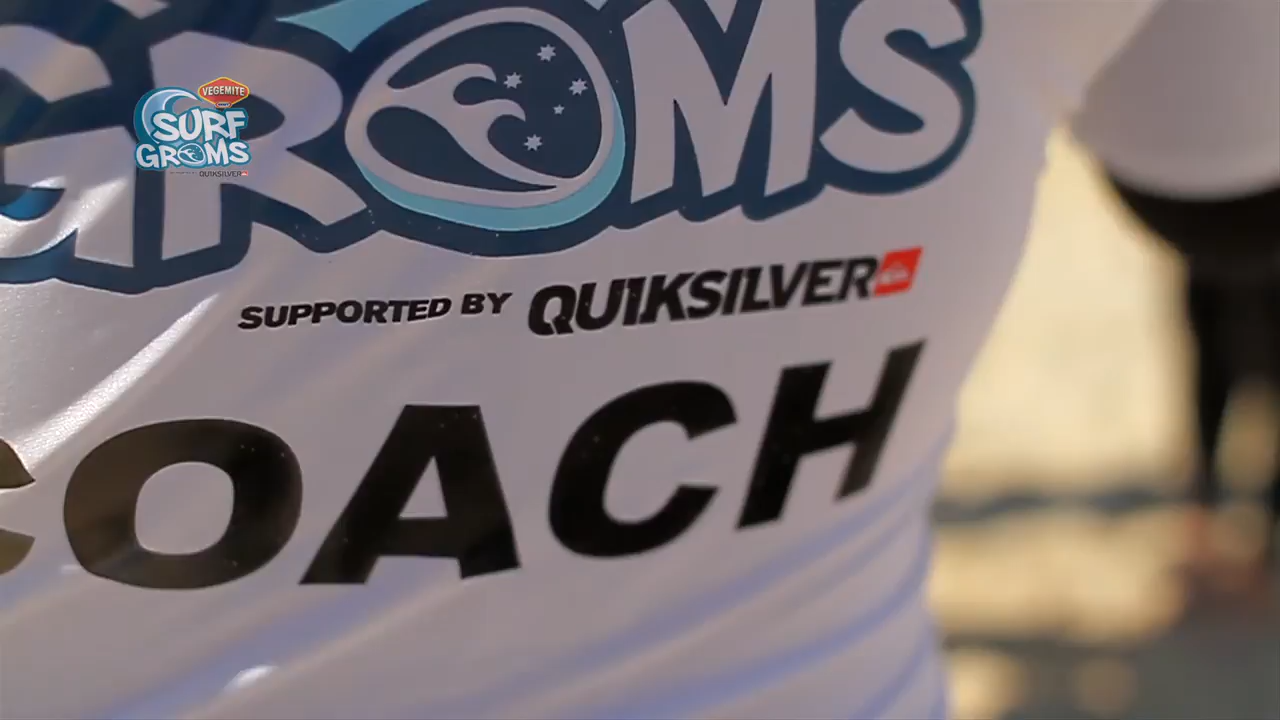 GROMS
VEGEMITE
SURF
GROMS
QUIKSILVER
SUPPORTED BY QUIKSILVER
COACH